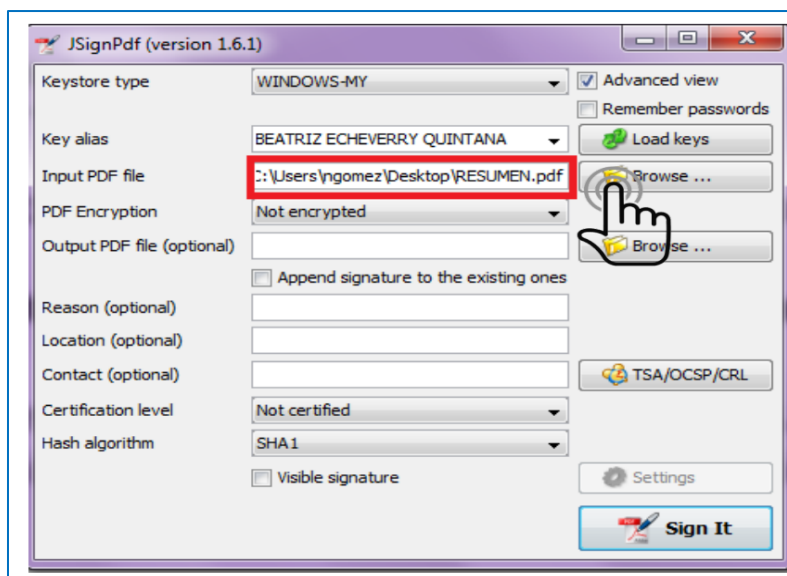 JSignPdf (version 1.6.1)
Keystore type WINDOWS-MY Advanced view
Remember passwords
Key alias BEATRIZ ECHEVERRY QUINTANA Load keys
Input PDF file C:\Users\ngomez\Desktop\RESUMEN.pdf Browse ...
PDF Encryption Not encrypted
Output PDF file (optional) Browse ...
Append signature to the existing ones
Reason (optional)
Location (optional)
Contact (optional) TSA/OCSP/CRL
Certification level Not certified
Hash algorithm SHA1
Visible signature Settings
Sign It